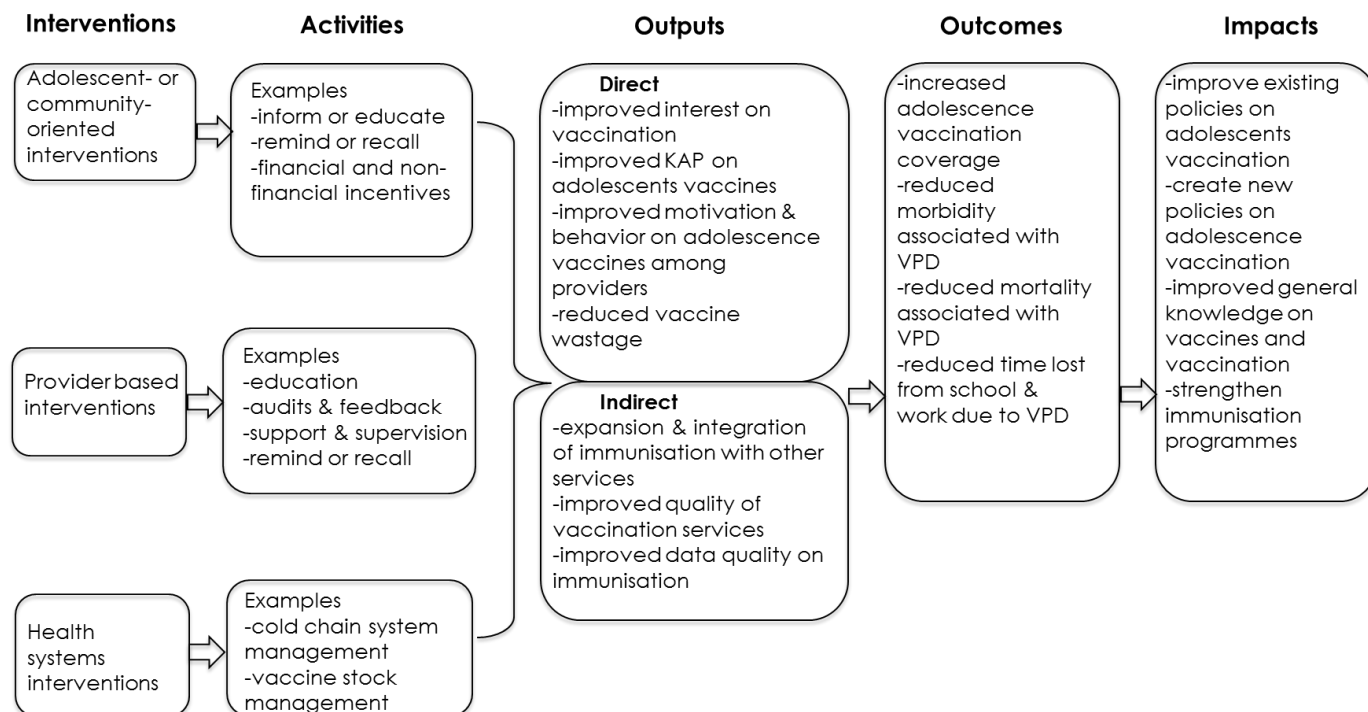 Interventions
Activities
Outputs
Outcomes
Impacts
Adolescent- or
community-
oriented
interventions
Examples
-inform or educate
-remind or recall
-financial and non-
financial incentives
Provider based
interventions
Examples
-education
-audits & feedback
-support & supervision
-remind or recall
Health
systems
interventions
Examples
-cold chain system
management
-vaccine stock
management
Direct
-improved interest on
vaccination
-improved KAP on
adolescents vaccines
-improved motivation &
behavior on adolescence
vaccines among
providers
-reduced vaccine
wastage
Indirect
-expansion & integration
of immunisation with other
services
-improved quality of
vaccination services
-improved data quality on
immunisation
-increased
adolescence
vaccination
coverage
-reduced
morbidity
associated with
VPD
-reduced mortality
associated with
VPD
-reduced time lost
from school &
work due to VPD
-improve existing
policies on
adolescents
vaccination
-create new
policies on
adolescence
vaccination
-improved general
knowledge on
vaccines and
vaccination
-strengthen
immunisation
programmes